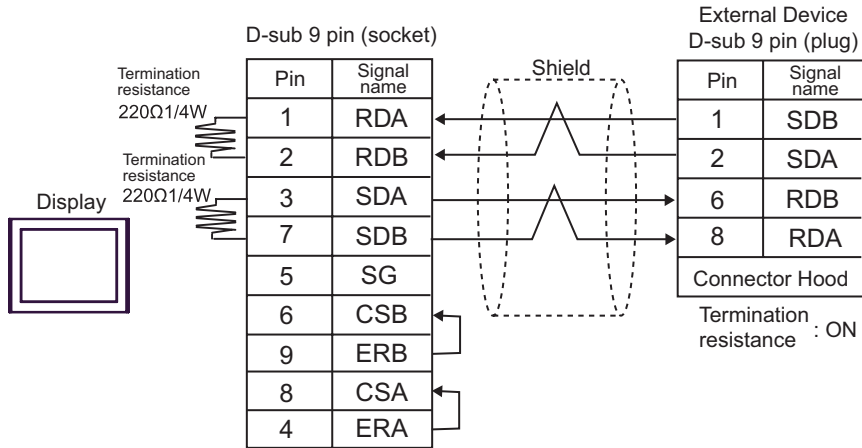 External Device
D-sub 9 pin (socket)
D-sub 9 pin (plug)
Shield
Termination
resistance
220Ω1/4W
Termination
resistance
220Ω1/4W
Display
Pin Signal name
1 RDA
2 RDB
3 SDA
7 SDB
5 SG
6 CSB
9 ERB
8 CSA
4 ERA
Pin Signal name
1 SDB
2 SDA
6 RDB
8 RDA
Connector Hood
Termination
resistance : ON